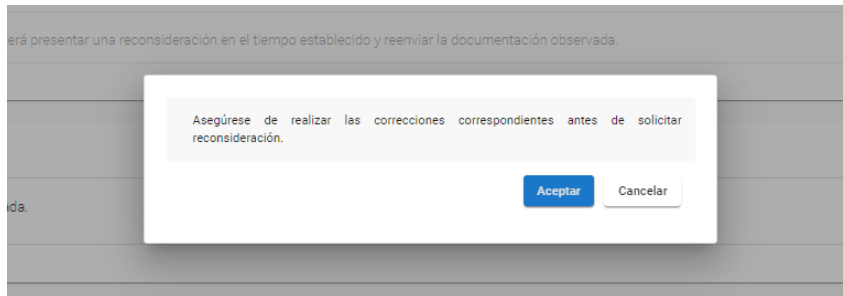 erá presentar una reconsideración en el tiempo establecido y reenviar la documentación observada.
Asegúrese de realizar las correcciones correspondientes antes de solicitar
reconsideración.
Aceptar Cancelar
ada.